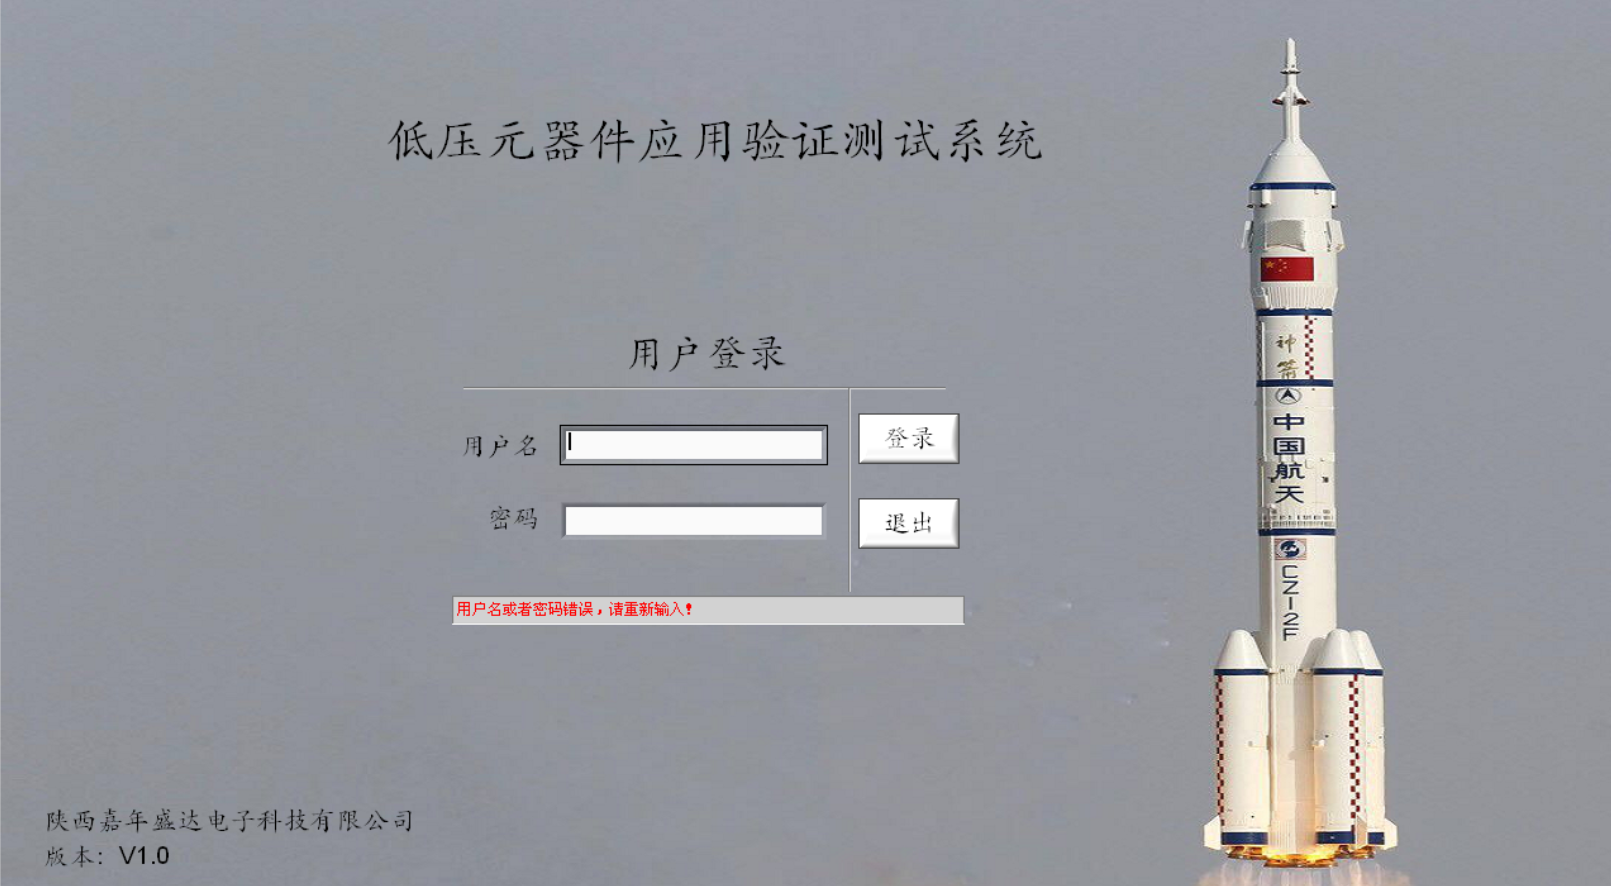 低压元器件应用验证测试系统
用户登录
用户名
登录
密码
退出
用户名或者密码错误，请重新输入！
神箭
中国航天
CZ-2F
陕西嘉年盛达电子科技有限公司
版本：V1.0